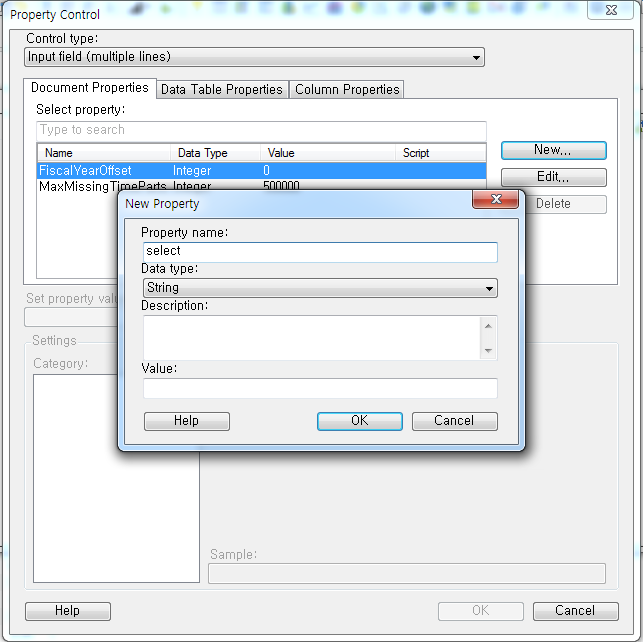 Property Control
Control type:
Input field (multiple lines)
Document Properties Data Table Properties Column Properties
Select property:
Type to search
Name Data Type Value Script
New...
FiscalYearOffset Integer 0
Edit...
MaxMissingTimeParts Integer 500000
Delete
New Property
Property name:
select
Data type:
String
Description:
Value:
Help OK Cancel
Set property valu
Settings
Category:
Sample:
Help OK Cancel